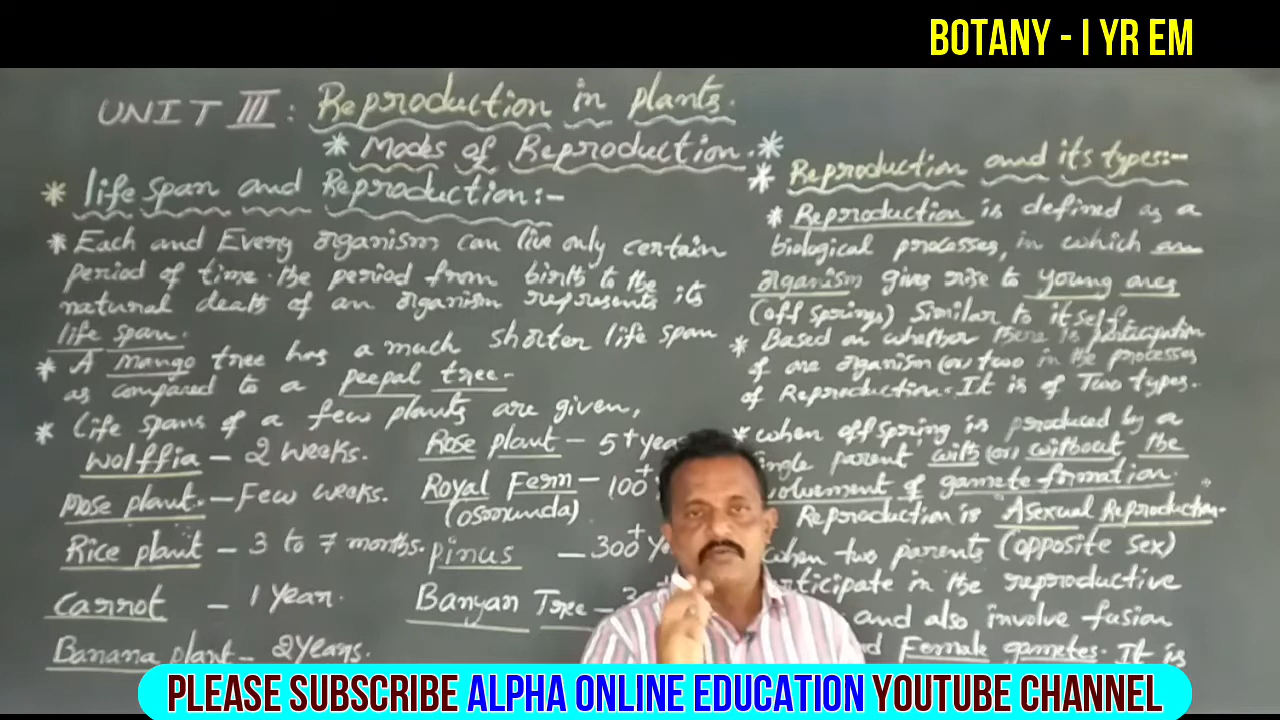 BOTANY - I YR EM
UNIT III : Reproduction in plants.
* Modes of Reproduction. *
* life span and Reproduction:-
* Each and Every organism can live only certain
period of time. the period from birth to the
natural death of an organism represents its
life span.
* A mango tree has a much shorter life span
as compared to a peepal tree.
* Life spans of a few plants are given,
Wolffia - 2 weeks.
Rose plant - Few weeks.
Rice plant - 3 to 7 months.
Carrot - 1 Year.
Banana plant - 2 Years.
Rose plant - 5+
Royal Fern - 100+
(osmunda)
pinus - 300+
Banyan Tree -
* Reproduction and its types:-
* Reproduction is defined as a
biological processes, in which an
organism gives rise to young ones
(off springs) Similar to it self.
* Based on whether there is participation
of one organism (or) two in the processes
of Reproduction. It is of Two types.
* when offspring is produced by a
parent with (or) without the
of gamete formation.
Reproduction is Asexual Reproduction.
when two parents (opposite sex)
in the reproductive
and also involve fusion
Female gametes. It is
PLEASE SUBSCRIBE ALPHA ONLINE EDUCATION YOUTUBE CHANNEL